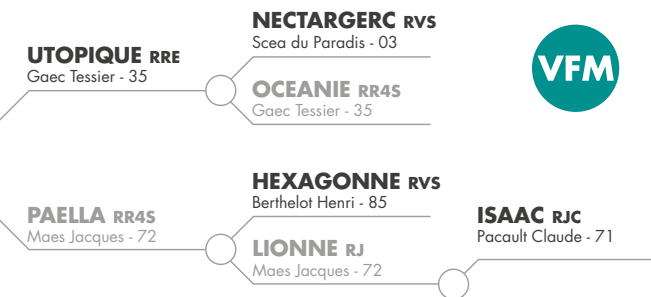 NECTARGERC RVS
Scea du Paradis - 03
UTOPIQUE RRE
Gaec Tessier - 35
VFM
OCEANIE RR4S
Gaec Tessier - 35
HEXAGONNE RVS
Berthelot Henri - 85
PAELLA RR4S
Maes Jacques - 72
ISAAC RJC
Pacault Claude - 71
LIONNE RJ
Maes Jacques - 72